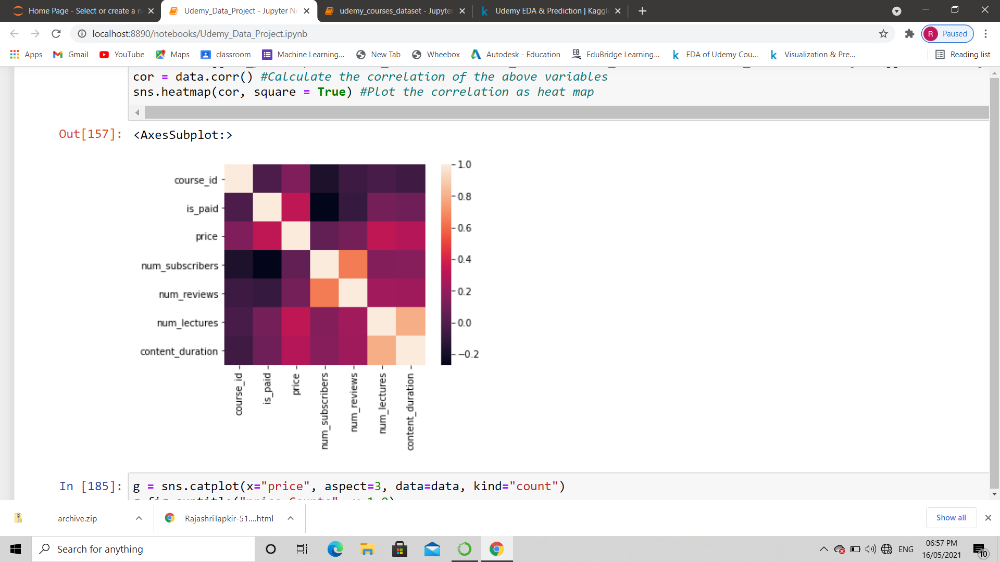 Home Page - Select or create a n
Udemy_Data_Project - Jupyter No
udemy_courses_dataset - Jupyter
Udemy EDA & Prediction | Kaggle
localhost:8890/notebooks/Udemy_Data_Project.ipynb
R Paused
Apps
Gmail
YouTube
Maps
classroom
Machine Learning...
New Tab
Wheebox
Autodesk - Education
EB EduBridge Learning...
k EDA of Udemy Cou...
k Visualization & Pre...
Reading list
cor = data.corr() #Calculate the correlation of the above variables
sns.heatmap(cor, square = True) #Plot the correlation as heat map
Out[157]: <AxesSubplot:>
course_id
is_paid
price
num_subscribers
num_reviews
num_lectures
content_duration
1.0
0.8
0.6
0.4
0.2
0.0
−0.2
course_id
is_paid
price
num_subscribers
num_reviews
num_lectures
content_duration
In [185]: g = sns.catplot(x="price", aspect=3, data=data, kind="count")
archive.zip
RajashriTapkir-51....html
Show all
Search for anything
ENG
06:57 PM
16/05/2021
10